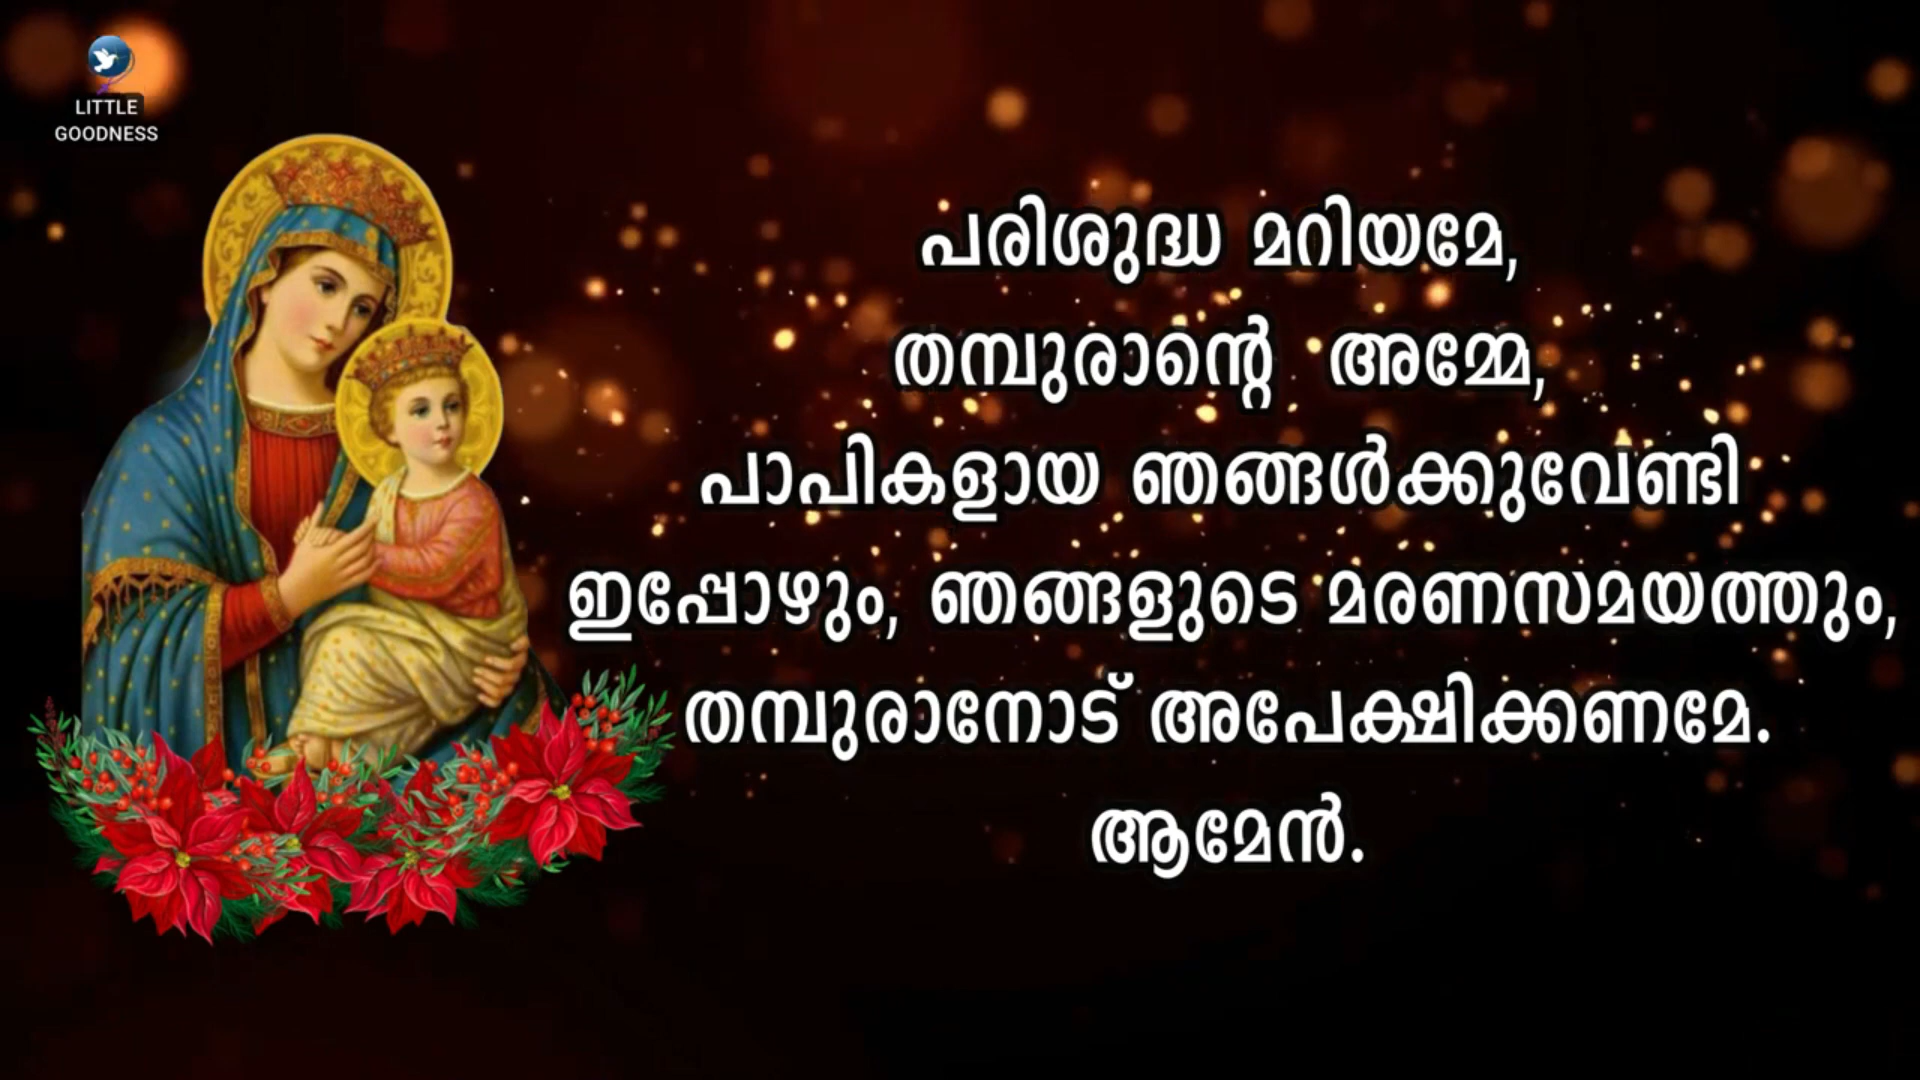 LITTLE
GOODNESS
പരിശുദ്ധ മറിയമേ,
തമ്പുരാന്റെ അമ്മേ,
പാപികളായ ഞങ്ങൾക്കുവേണ്ടി
ഇപ്പോഴും, ഞങ്ങളുടെ മരണസമയത്തും,
തമ്പുരാനോട് അപേക്ഷിക്കണമേ.
ആമേൻ.